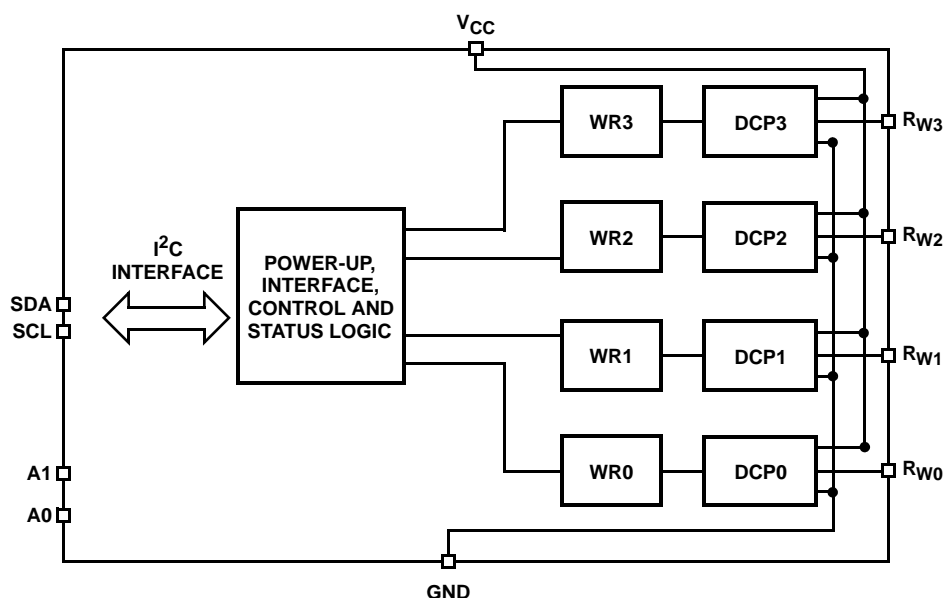 VCC
WR3
DCP3
RW3
WR2
DCP2
RW2
I²C
INTERFACE
POWER-UP,
INTERFACE,
CONTROL AND
STATUS LOGIC
SDA
SCL
WR1
DCP1
RW1
A1
WR0
DCP0
RW0
A0
GND